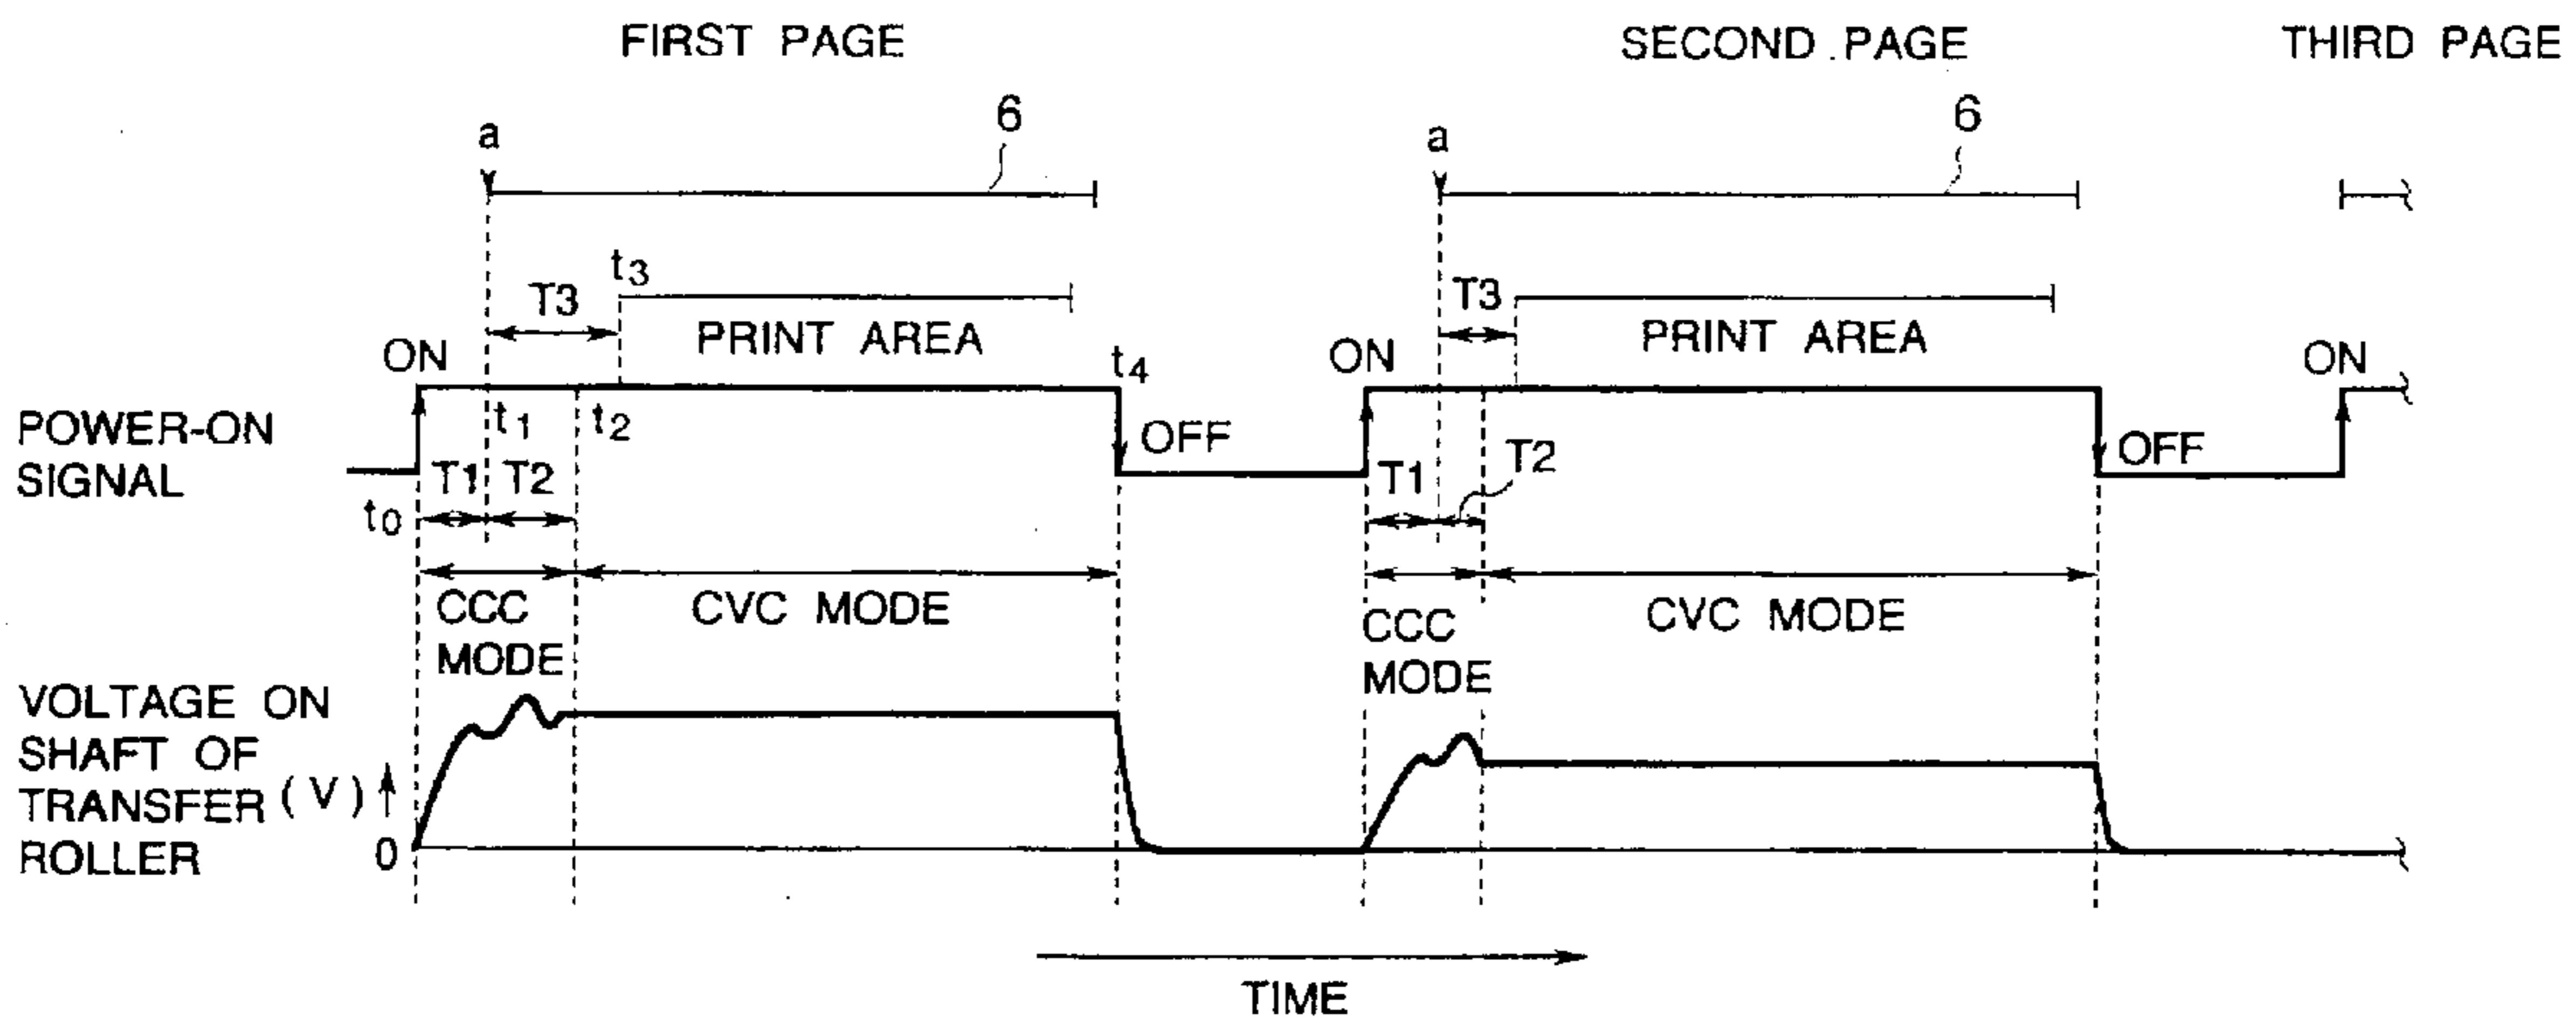 FIRST PAGE
SECOND . PAGE
THIRD PAGE
a
6
a
6
t3
T3
T3
PRINT AREA
PRINT AREA
ON
t4
ON
ON
POWER-ON
SIGNAL
t1
t2
OFF
T2
OFF
T1
T2
T1
t0
CCC
MODE
CVC MODE
CCC
MODE
CVC MODE
VOLTAGE ON
SHAFT OF
TRANSFER
ROLLER
(V)
0
TIME